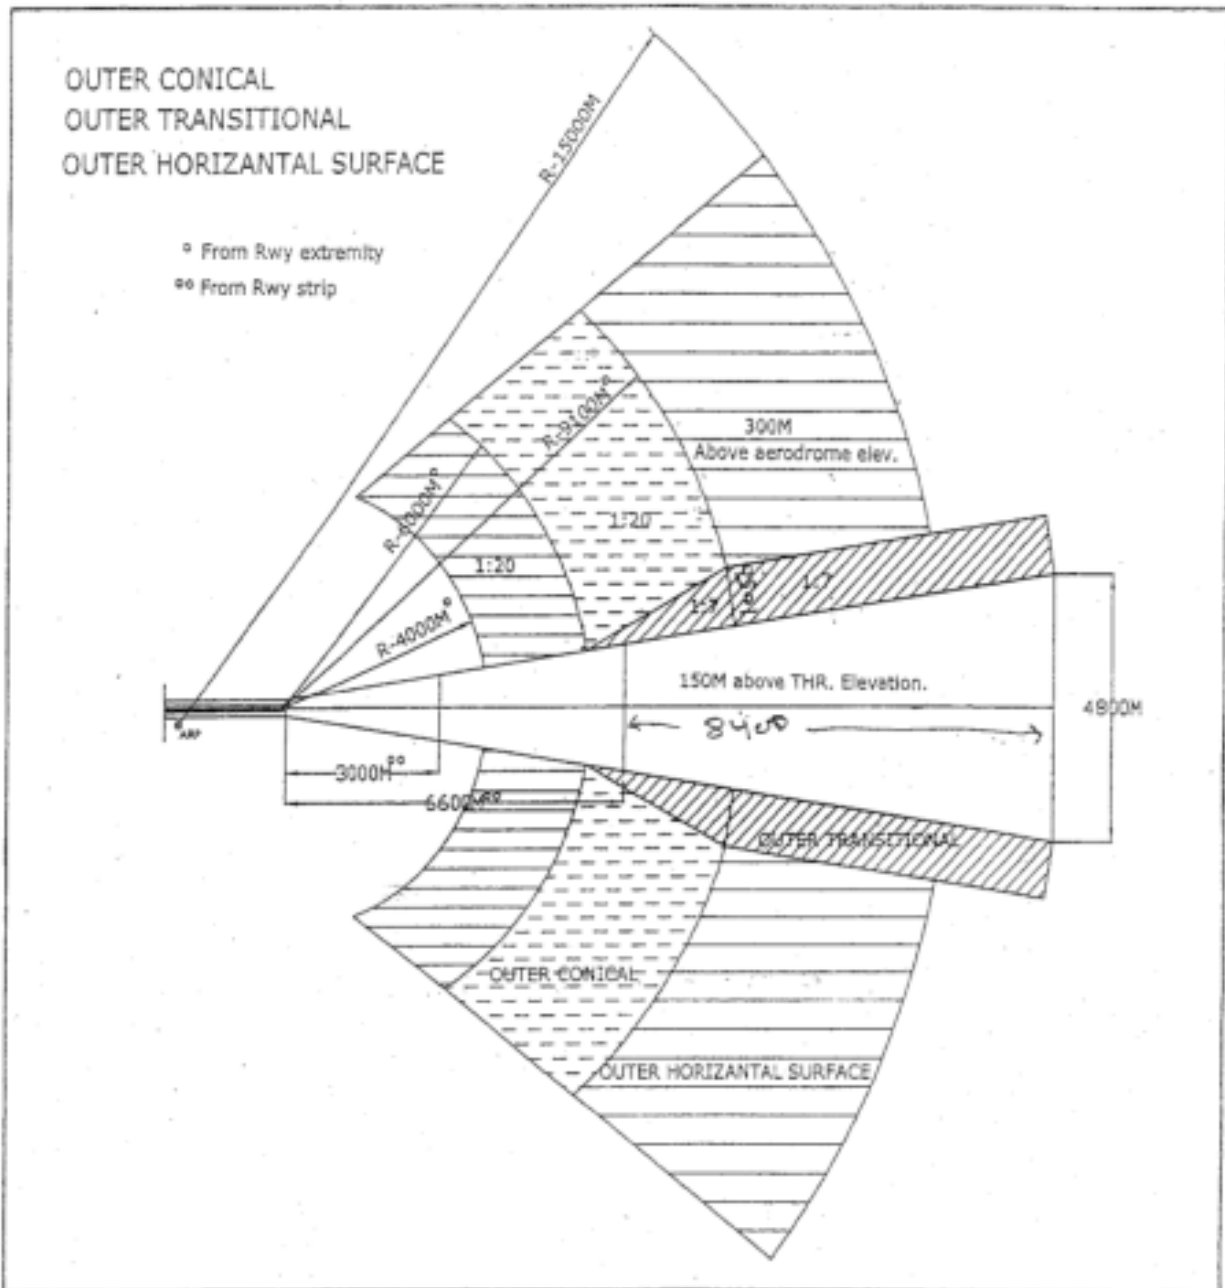 OUTER CONICAL
OUTER TRANSITIONAL
OUTER HORIZANTAL SURFACE
° From Rwy extremity
°° From Rwy strip
R-15000M
R-9100M°
R-6000M°
R-4000M°
300M
Above aerodrome elev.
1:20
1:20
1:7
1:7
150M above THR. Elevation.
8400
4800M
ARP
3000M°°
6600M°°
OUTER TRANSITIONAL
OUTER CONICAL
OUTER HORIZANTAL SURFACE